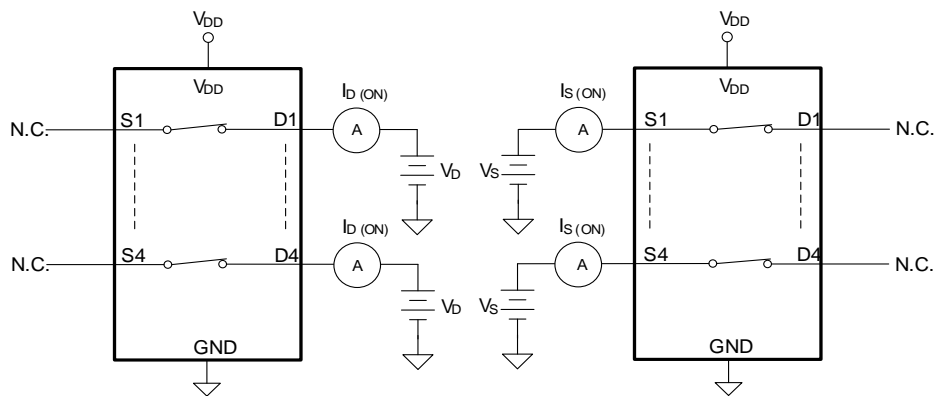 VDD VDD
VDD VDD
ID (ON) IS (ON)
N.C. S1 D1 A A S1 D1 N.C.
VD VS
ID (ON) IS (ON)
N.C. S4 D4 A A S4 D4 N.C.
VD VS
GND GND